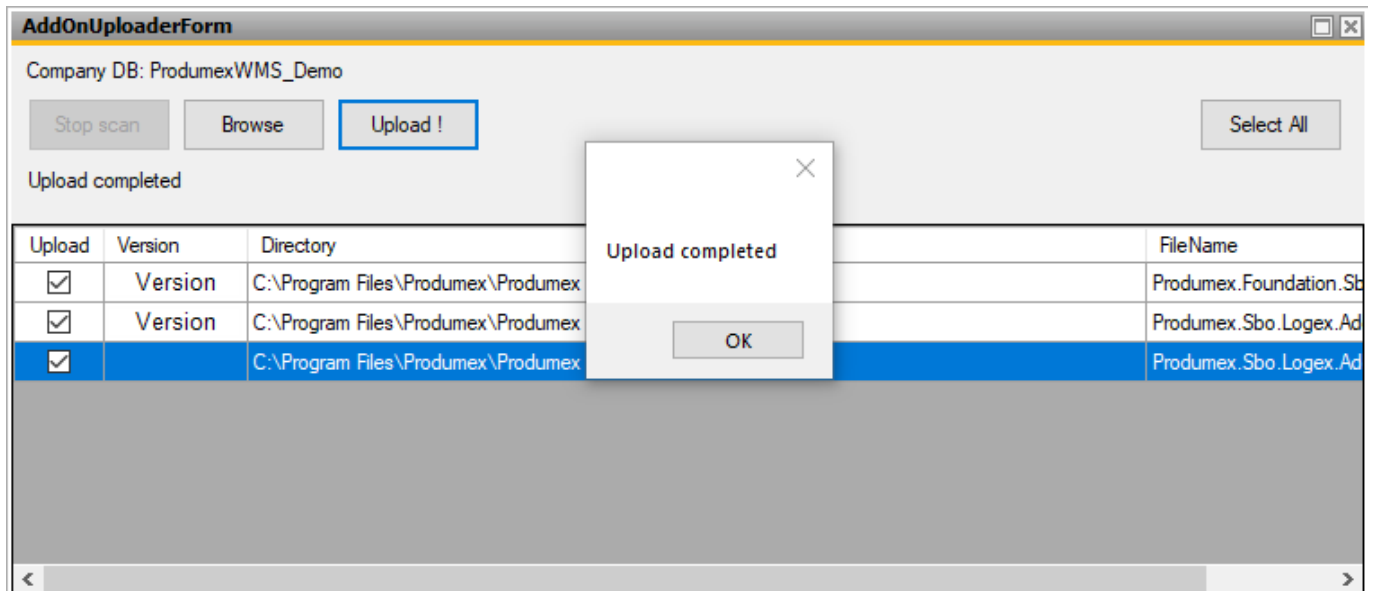 AddOnUploaderForm
Company DB: ProdumexWMS_Demo
Stop scan Browse Upload ! Select All
Upload completed
Upload completed
OK
Upload Version Directory FileName
Version C:\Program Files\Produmex\Produmex Produmex.Foundation.Sb
Version C:\Program Files\Produmex\Produmex Produmex.Sbo.Logex.Ad
C:\Program Files\Produmex\Produmex Produmex.Sbo.Logex.Ad